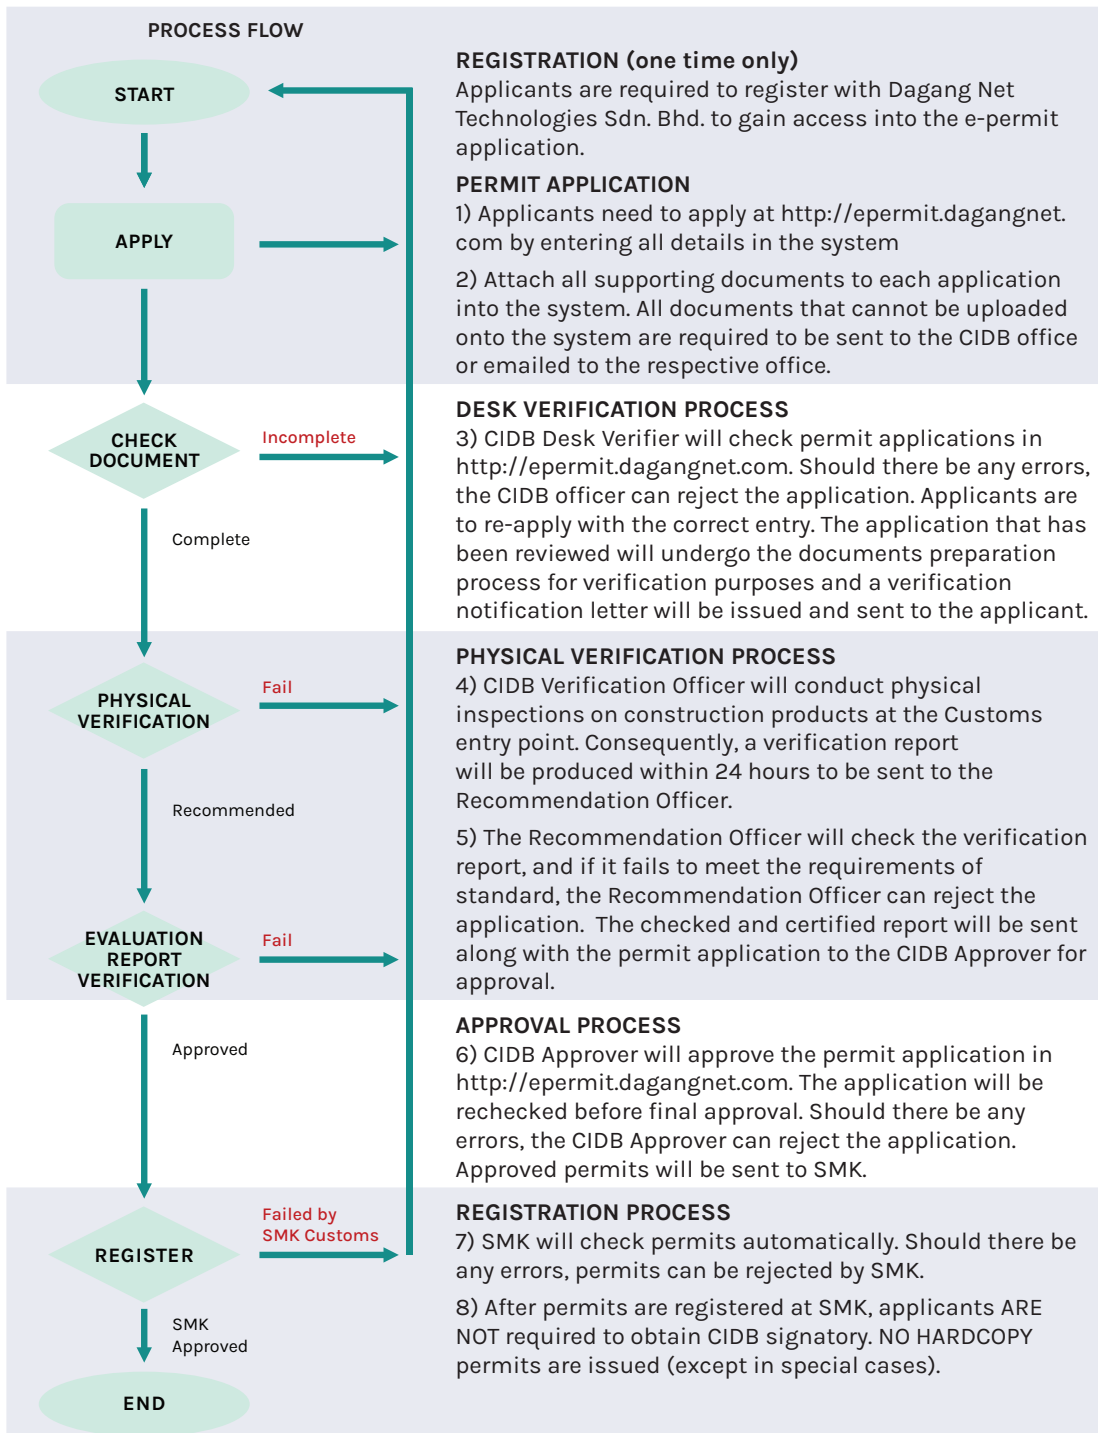 PROCESS FLOW
START
REGISTRATION (one time only)
Applicants are required to register with Dagang Net
Technologies Sdn. Bhd. to gain access into the e-permit
application.
APPLY
PERMIT APPLICATION
1) Applicants need to apply at http://epermit.dagangnet.
com by entering all details in the system
2) Attach all supporting documents to each application
into the system. All documents that cannot be uploaded
onto the system are required to be sent to the CIDB office
or emailed to the respective office.
CHECK
DOCUMENT
Incomplete
Complete
DESK VERIFICATION PROCESS
3) CIDB Desk Verifier will check permit applications in
http://epermit.dagangnet.com. Should there be any errors,
the CIDB officer can reject the application. Applicants are
to re-apply with the correct entry. The application that has
been reviewed will undergo the documents preparation
process for verification purposes and a verification
notification letter will be issued and sent to the applicant.
PHYSICAL
VERIFICATION
Fail
Recommended
PHYSICAL VERIFICATION PROCESS
4) CIDB Verification Officer will conduct physical
inspections on construction products at the Customs
entry point. Consequently, a verification report
will be produced within 24 hours to be sent to the
Recommendation Officer.
5) The Recommendation Officer will check the verification
report, and if it fails to meet the requirements of
standard, the Recommendation Officer can reject the
application. The checked and certified report will be sent
along with the permit application to the CIDB Approver for
approval.
EVALUATION
REPORT
VERIFICATION
Fail
Approved
APPROVAL PROCESS
6) CIDB Approver will approve the permit application in
http://epermit.dagangnet.com. The application will be
rechecked before final approval. Should there be any
errors, the CIDB Approver can reject the application.
Approved permits will be sent to SMK.
REGISTER
Failed by
SMK Customs
SMK
Approved
REGISTRATION PROCESS
7) SMK will check permits automatically. Should there be
any errors, permits can be rejected by SMK.
8) After permits are registered at SMK, applicants ARE
NOT required to obtain CIDB signatory. NO HARDCOPY
permits are issued (except in special cases).
END